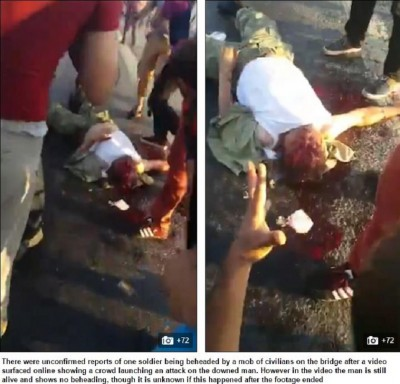 +72
+72
There were unconfirmed reports of one soldier being beheaded by a mob of civilians on the bridge after a video
surfaced online showing a crowd launching an attack on the downed man. However in the video the man is still
alive and shows no beheading, though it is unknown if this happened after the footage ended